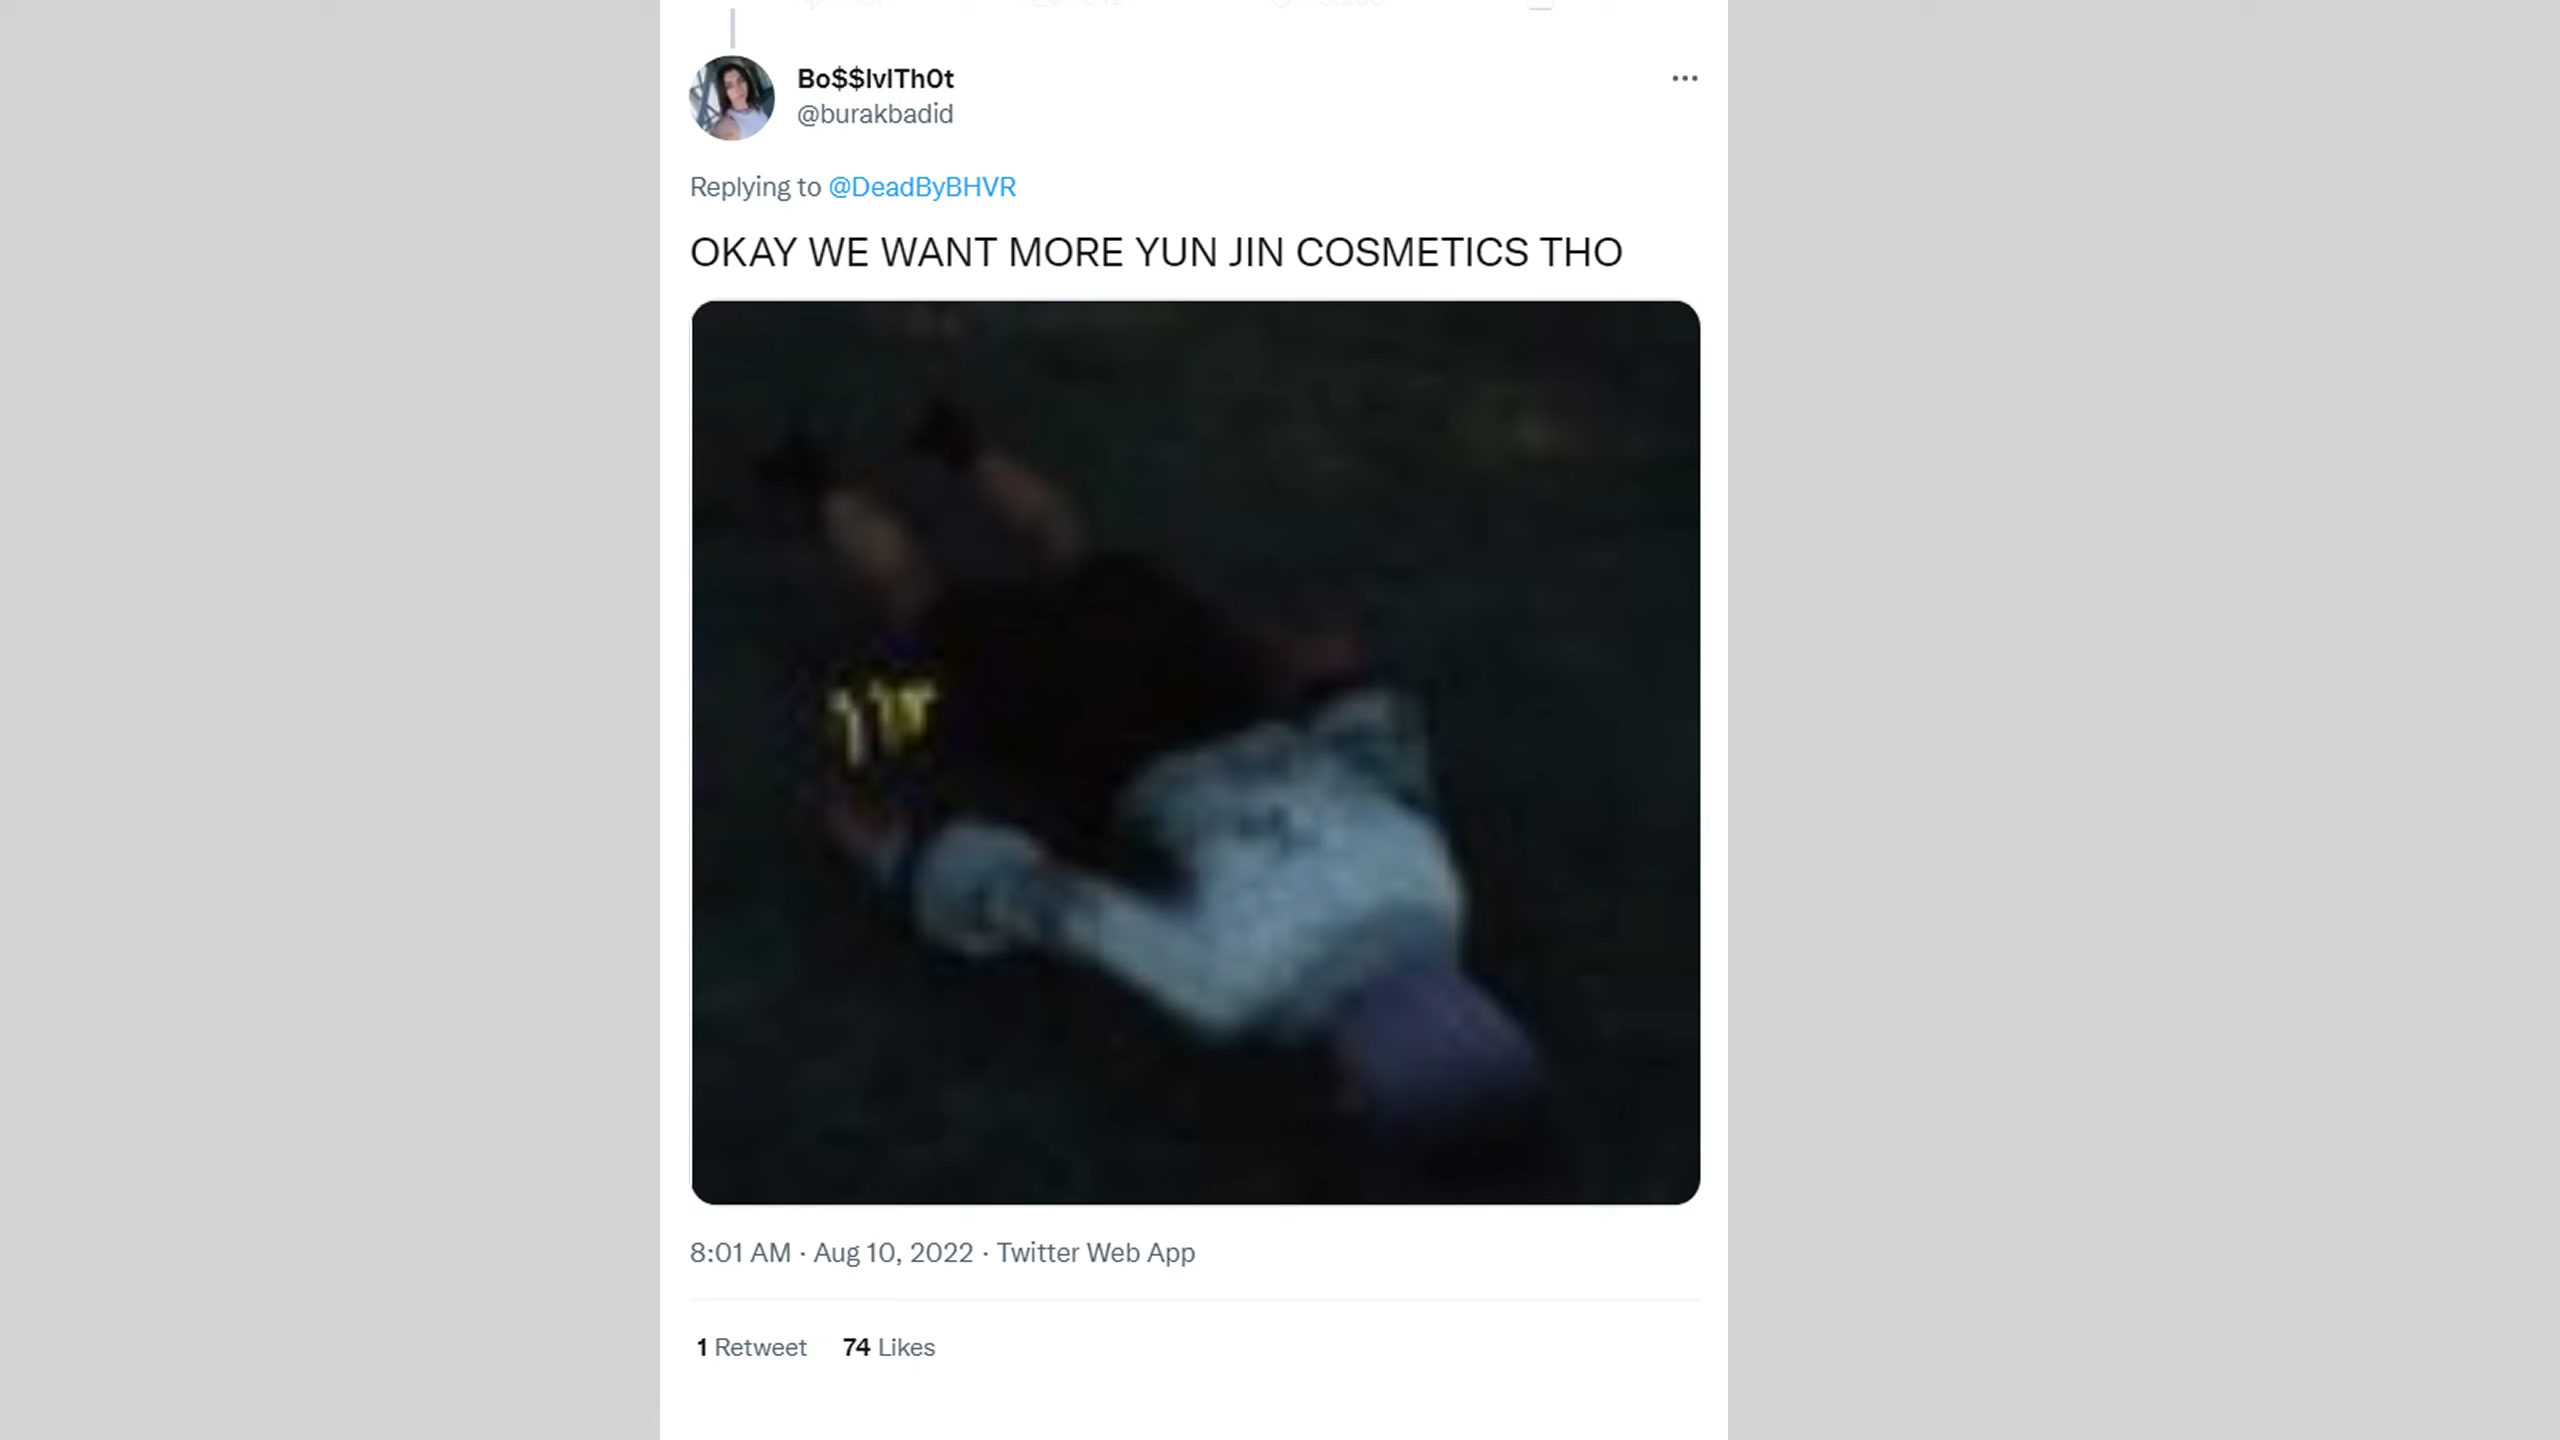 Bo$$lvlTh0t
@burakbadid
Replying to @DeadByBHVR
OKAY WE WANT MORE YUN JIN COSMETICS THO
8:01 AM · Aug 10, 2022 · Twitter Web App
1 Retweet 74 Likes